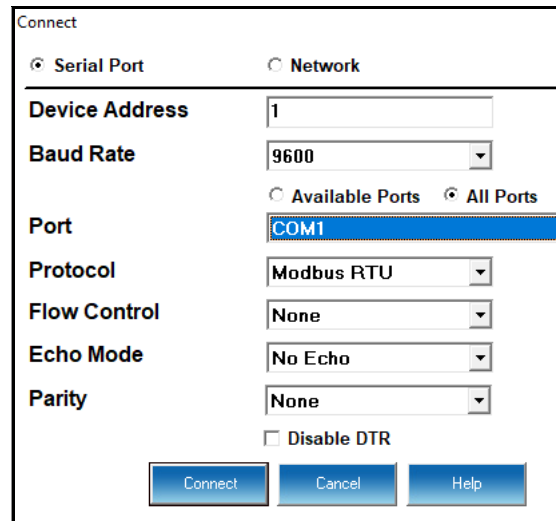 Connect
Serial Port Network
Device Address 1
Baud Rate 9600
Available Ports All Ports
Port COM1
Protocol Modbus RTU
Flow Control None
Echo Mode No Echo
Parity None
Disable DTR
Connect Cancel Help